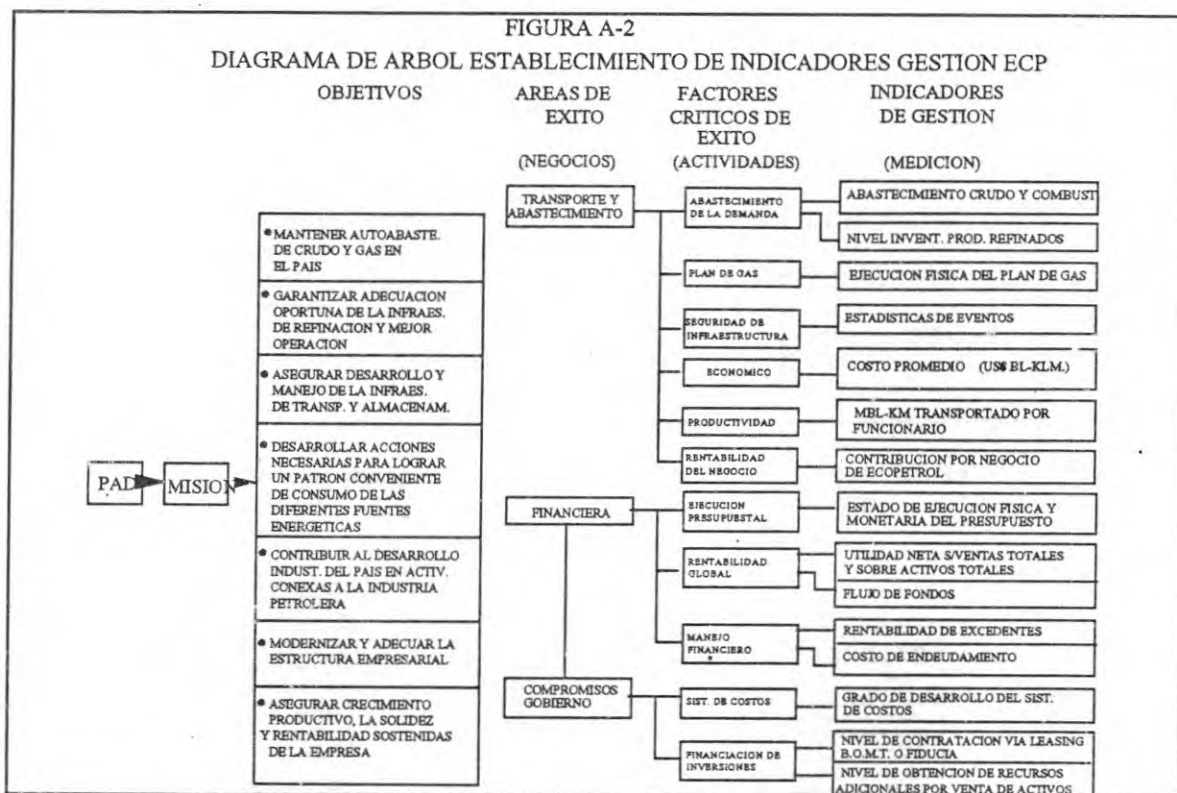 FIGURA A-2
DIAGRAMA DE ARBOL ESTABLECIMIENTO DE INDICADORES GESTION ECP
OBJETIVOS
AREAS DE
EXITO
(NEGOCIOS)
FACTORES
CRITICOS DE
EXITO
(ACTIVIDADES)
INDICADORES
DE GESTION
(MEDICION)
PAD
MISION
● MANTENER AUTOABASTE.
DE CRUDO Y GAS EN
EL PAIS
● GARANTIZAR ADECUACION
OPORTUNA DE LA INFRAES.
DE REFINACION Y MEJOR
OPERACION
● ASEGURAR DESARROLLO Y
MANEJO DE LA INFRAES.
DE TRANSP. Y ALMACENAM.
● DESARROLLAR ACCIONES
NECESARIAS PARA LOGRAR
UN PATRON CONVENIENTE
DE CONSUMO DE LAS
DIFERENTES FUENTES
ENERGETICAS
● CONTRIBUIR AL DESARROLLO
INDUST. DEL PAIS EN ACTIV.
CONEXAS A LA INDUSTRIA
PETROLERA
● MODERNIZAR Y ADECUAR LA
ESTRUCTURA EMPRESARIAL
● ASEGURAR CRECIMIENTO
PRODUCTIVO, LA SOLIDEZ
Y RENTABILIDAD SOSTENIDAS
DE LA EMPRESA
TRANSPORTE Y
ABASTECIMIENTO
ABASTECIMIENTO
DE LA DEMANDA
ABASTECIMIENTO CRUDO Y COMBUST
NIVEL INVENT. PROD. REFINADOS
PLAN DE GAS
EJECUCION FISICA DEL PLAN DE GAS
SEGURIDAD DE
INFRAESTRUCTURA
ESTADISTICAS DE EVENTOS
ECONOMICO
COSTO PROMEDIO (US$ BL-KLM.)
PRODUCTIVIDAD
MBL-KM TRANSPORTADO POR
FUNCIONARIO
RENTABILIDAD
DEL NEGOCIO
CONTRIBUCION POR NEGOCIO
DE ECOPETROL
FINANCIERA
EJECUCION
PRESUPUESTAL
ESTADO DE EJECUCION FISICA Y
MONETARIA DEL PRESUPUESTO
RENTABILIDAD
GLOBAL
UTILIDAD NETA S/VENTAS TOTALES
Y SOBRE ACTIVOS TOTALES
FLUJO DE FONDOS
MANEJO
FINANCIERO
RENTABILIDAD DE EXCEDENTES
COSTO DE ENDEUDAMIENTO
COMPROMISOS
GOBIERNO
SIST. DE COSTOS
GRADO DE DESARROLLO DEL SIST.
DE COSTOS
FINANCIACION DE
INVERSIONES
NIVEL DE CONTRATACION VIA LEASING
B.O.M.T. O FIDUCIA
NIVEL DE OBTENCION DE RECURSOS
ADICIONALES POR VENTA DE ACTIVOS